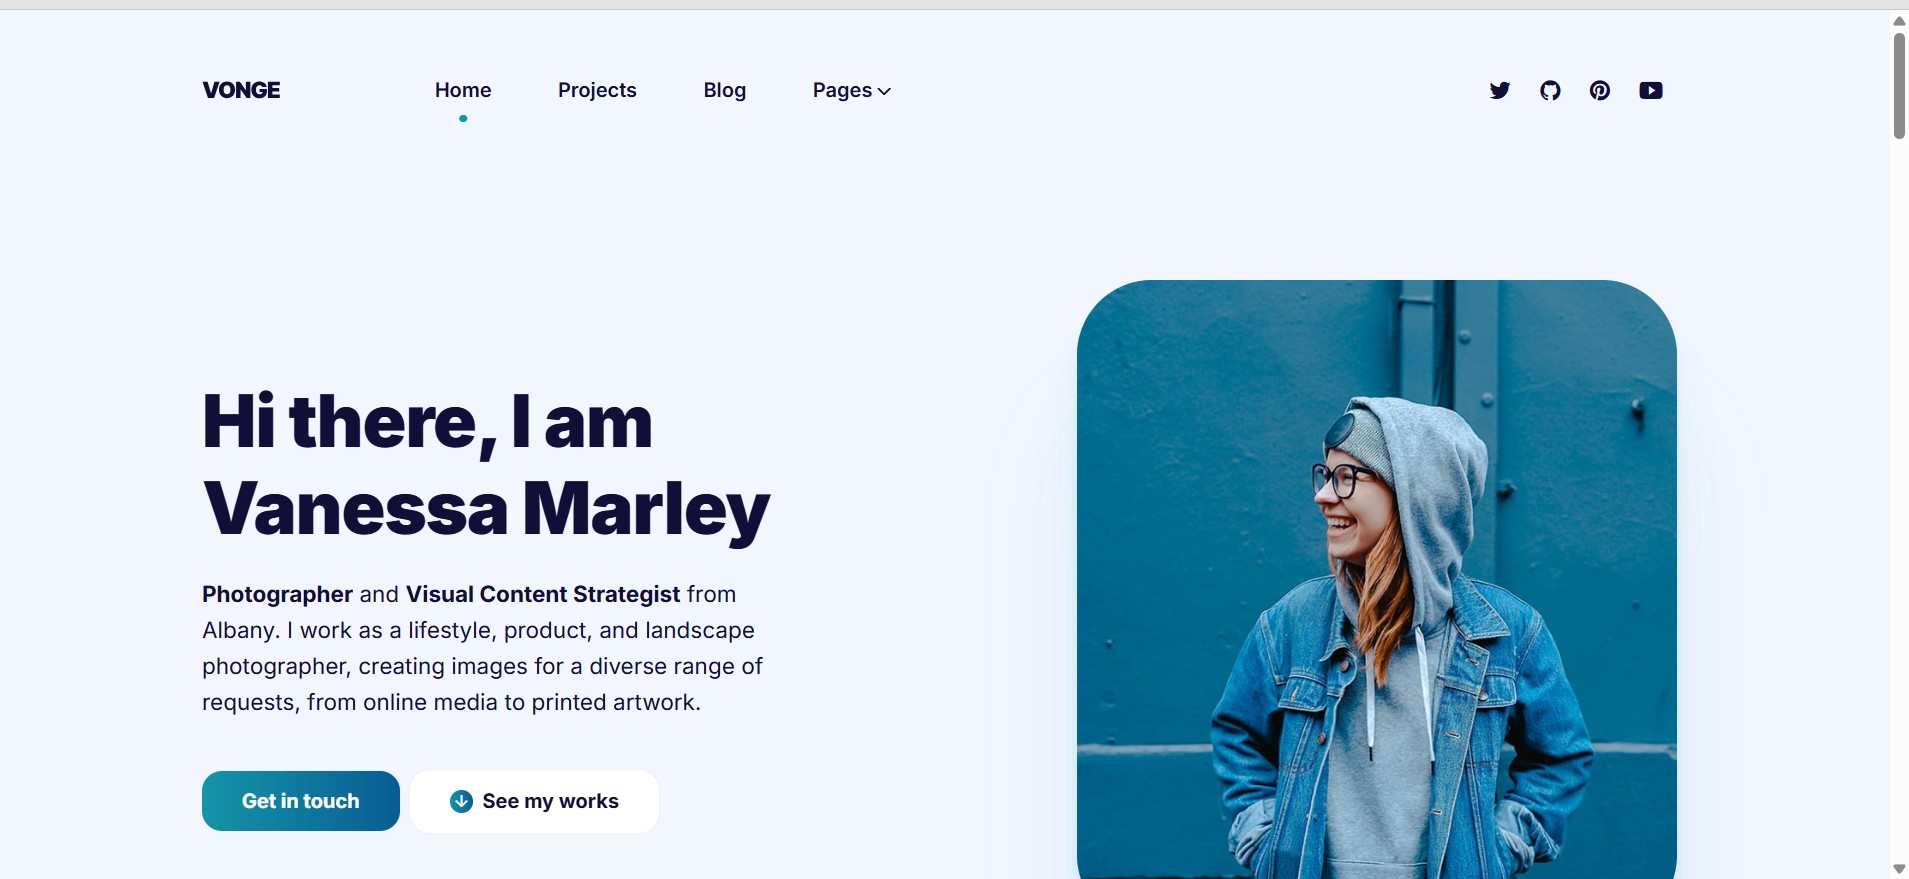 VONGE
Home
Projects
Blog
Pages
Hi there, I am
Vanessa Marley
Photographer and Visual Content Strategist from
Albany. I work as a lifestyle, product, and landscape
photographer, creating images for a diverse range of
requests, from online media to printed artwork.
Get in touch
See my works